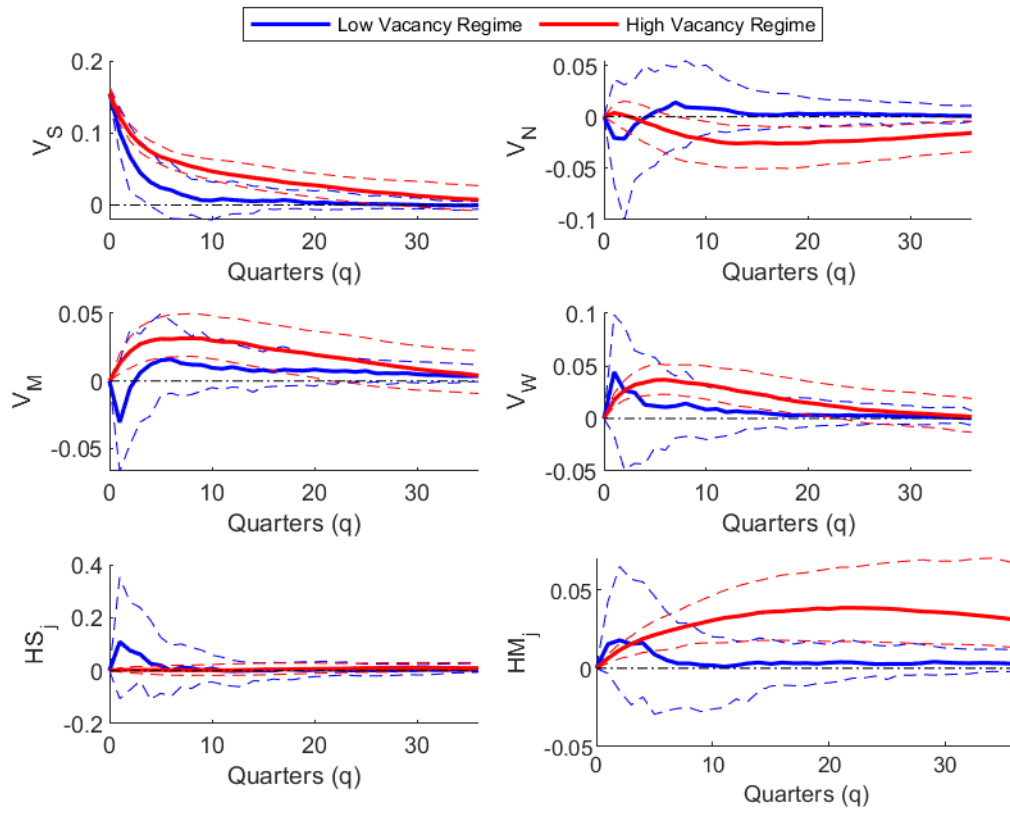 Low Vacancy Regime High Vacancy Regime
0.2
0.1
0
V_S
0 10 20 30
Quarters (q)
0.05
0
-0.05
-0.1
V_N
0 10 20 30
Quarters (q)
0.05
0
-0.05
V_M
0 10 20 30
Quarters (q)
0.1
0.05
0
-0.05
V_W
0 10 20 30
Quarters (q)
0.4
0.2
0
-0.2
HS_j
0 10 20 30
Quarters (q)
0.05
0
-0.05
HM_j
0 10 20 30
Quarters (q)